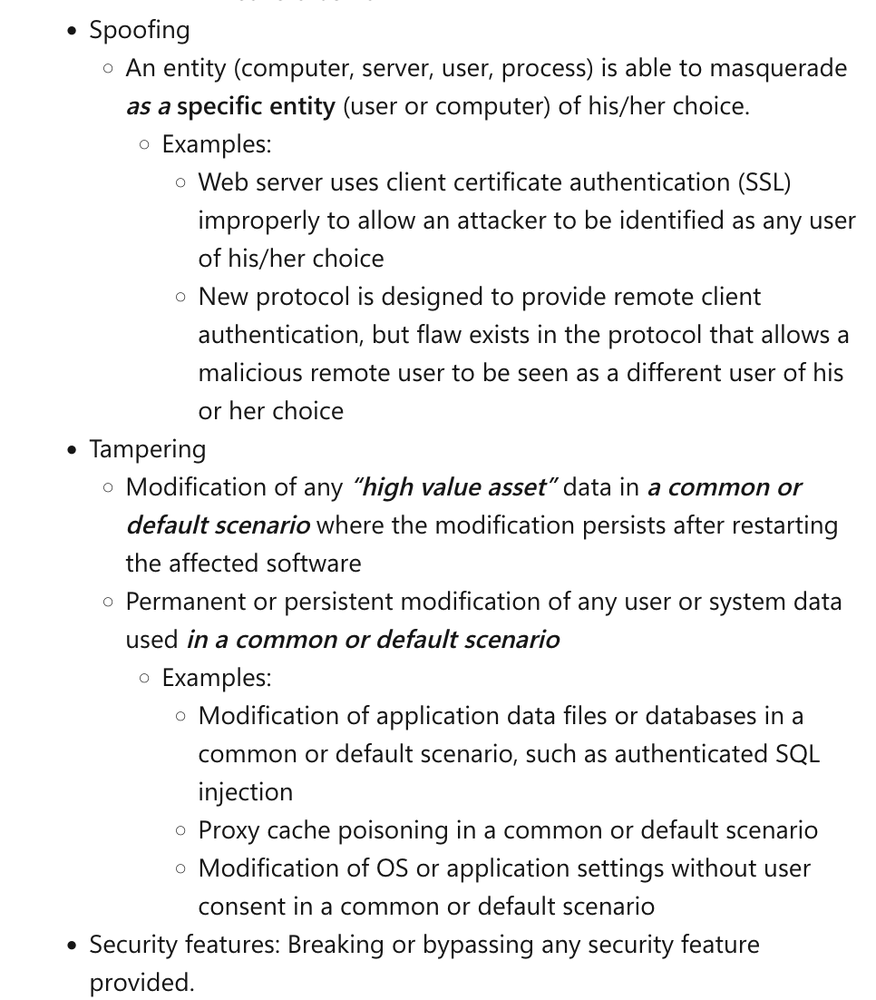 Spoofing
An entity (computer, server, user, process) is able to masquerade
as a specific entity (user or computer) of his/her choice.
Examples:
Web server uses client certificate authentication (SSL)
improperly to allow an attacker to be identified as any user
of his/her choice
New protocol is designed to provide remote client
authentication, but flaw exists in the protocol that allows a
malicious remote user to be seen as a different user of his
or her choice
Tampering
Modification of any “high value asset” data in a common or
default scenario where the modification persists after restarting
the affected software
Permanent or persistent modification of any user or system data
used in a common or default scenario
Examples:
Modification of application data files or databases in a
common or default scenario, such as authenticated SQL
injection
Proxy cache poisoning in a common or default scenario
Modification of OS or application settings without user
consent in a common or default scenario
Security features: Breaking or bypassing any security feature
provided.